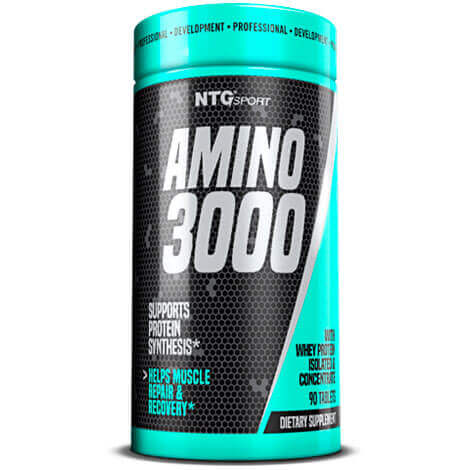 PROFESSIONAL • DEVELOPMENT • PROFESSIONAL • DEVELOPMENT •
NTG SPORT
AMINO
3000
SUPPORTS
PROTEIN
SYNTHESIS*
>HELPS MUSCLE
REPAIR &
RECOVERY*
WITH
WHEY PROTEIN
ISOLATED &
CONCENTRATE
90 TABLETS
DIETARY SUPPLEMENT